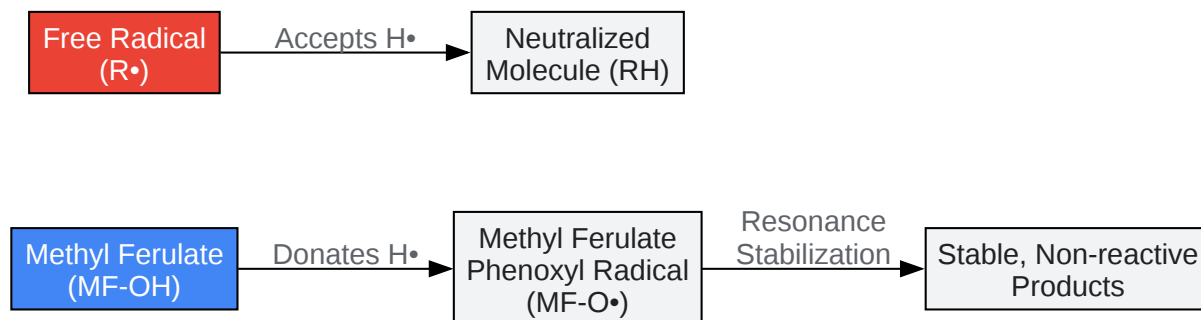 Free Radical
(R•)
Accepts H•
Neutralized
Molecule (RH)
Methyl Ferulate
(MF-OH)
Donates H•
Methyl Ferulate
Phenoxyl Radical
(MF-O•)
Resonance
Stabilization
Stable, Non-reactive
Products